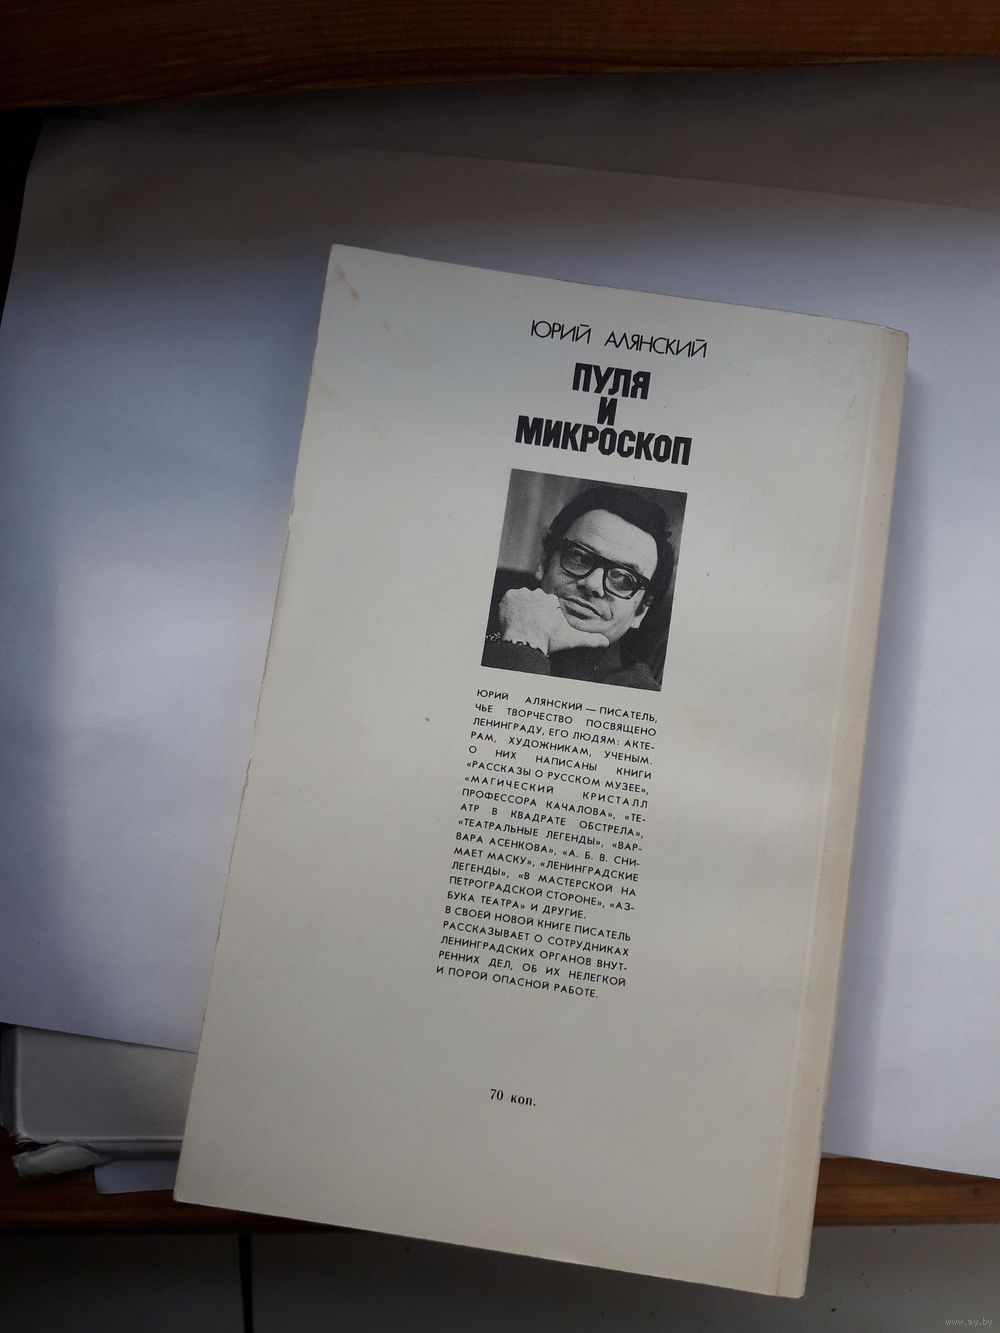 ЮРИЙ АЛЯНСКИЙ
ПУЛЯ
И
МИКРОСКОП
ЮРИЙ АЛЯНСКИЙ — ПИСАТЕЛЬ,
ЧЬЕ ТВОРЧЕСТВО ПОСВЯЩЕНО
ЛЕНИНГРАДУ, ЕГО ЛЮДЯМ: АКТЕ-
РАМ, ХУДОЖНИКАМ, УЧЕНЫМ.
О НИХ НАПИСАНЫ КНИГИ
«РАССКАЗЫ О РУССКОМ МУЗЕЕ»,
«МАГИЧЕСКИЙ КРИСТАЛЛ
ПРОФЕССОРА КАЧАЛОВА», «ТЕ-
АТР В КВАДРАТЕ ОБСТРЕЛА»,
«ТЕАТРАЛЬНЫЕ ЛЕГЕНДЫ», «ВАР-
ВАРА АСЕНКОВА», «А. Б. В. СНИ-
МАЕТ МАСКУ», «ЛЕНИНГРАДСКИЕ
ЛЕГЕНДЫ», «В МАСТЕРСКОЙ НА
ПЕТРОГРАДСКОЙ СТОРОНЕ», «АЗ-
БУКА ТЕАТРА» И ДРУГИЕ.
В СВОЕЙ НОВОЙ КНИГЕ ПИСАТЕЛЬ
РАССКАЗЫВАЕТ О СОТРУДНИКАХ
ЛЕНИНГРАДСКИХ ОРГАНОВ ВНУТ-
РЕННИХ ДЕЛ, ОБ ИХ НЕЛЕГКОЙ
И ПОРОЙ ОПАСНОЙ РАБОТЕ.
70 коп.
www.ay.by